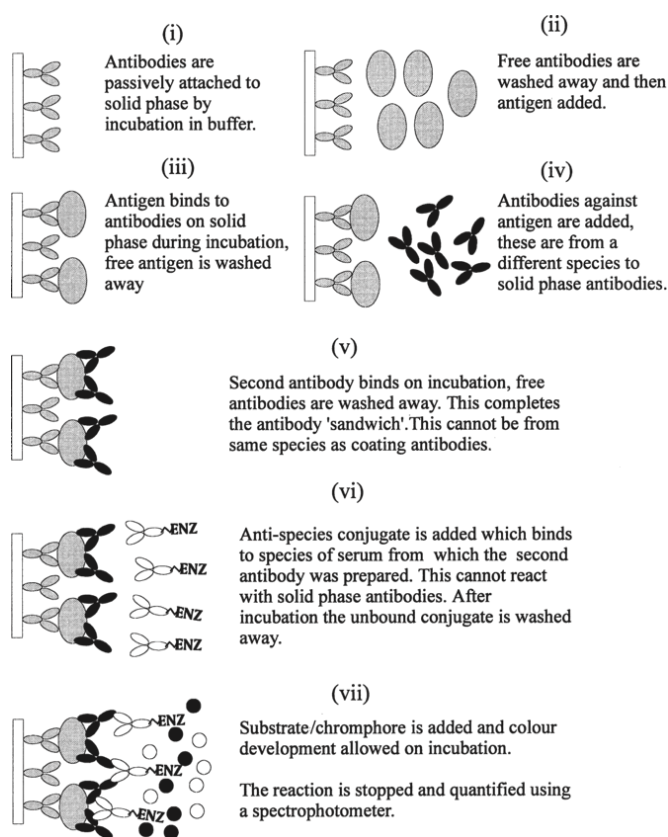 (i)
Antibodies are
passively attached to
solid phase by
incubation in buffer.
(ii)
Free antibodies are
washed away and then
antigen added.
(iii)
Antigen binds to
antibodies on solid
phase during incubation,
free antigen is washed
away
(iv)
Antibodies against
antigen are added,
these are from a
different species to
solid phase antibodies.
(v)
Second antibody binds on incubation, free
antibodies are washed away. This completes
the antibody 'sandwich'.This cannot be from
same species as coating antibodies.
(vi)
ENZ
ENZ
ENZ
ENZ
Anti-species conjugate is added which binds
to species of serum from which the second
antibody was prepared. This cannot react
with solid phase antibodies. After
incubation the unbound conjugate is washed
away.
(vii)
ENZ
ENZ
ENZ
Substrate/chromphore is added and colour
development allowed on incubation.
The reaction is stopped and quantified using
a spectrophotometer.